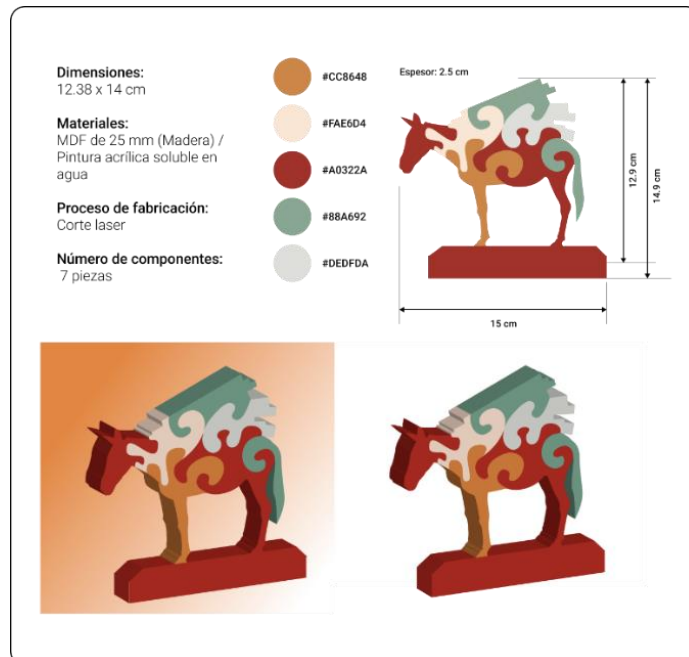 Dimensiones:
12.38 x 14 cm
Materiales:
MDF de 25 mm (Madera) /
Pintura acrílica soluble en
agua
Proceso de fabricación:
Corte laser
Número de componentes:
7 piezas
#CC8648
#FAE6D4
#A0322A
#88A692
#DEDFDA
Espesor: 2.5 cm
12.9 cm
14.9 cm
15 cm